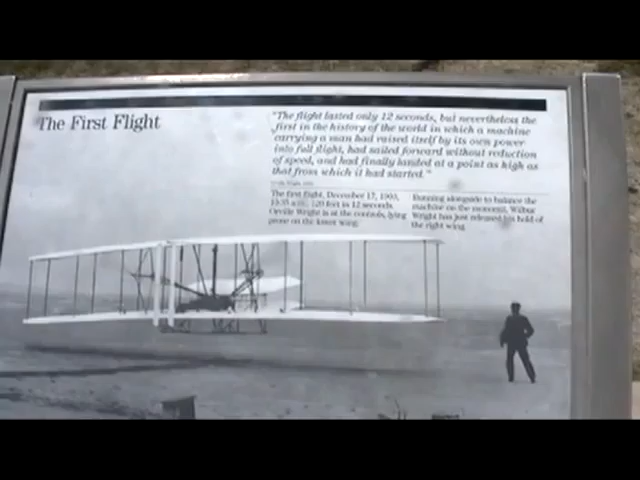 The First Flight
"The flight lasted only 12 seconds, but nevertheless the
first in the history of the world in which a machine
carrying a man had raised itself by its own power
into full flight, had sailed forward without reduction
of speed, and had finally landed at a point as high as
that from which it had started."
The first flight, December 17, 1903,
10:35 a.m. 120 feet in 12 seconds.
Orville Wright is at the controls, lying
prone on the lower wing.
Running alongside to balance the
machine on the monorail, Wilbur
Wright has just released his hold of
the right wing.